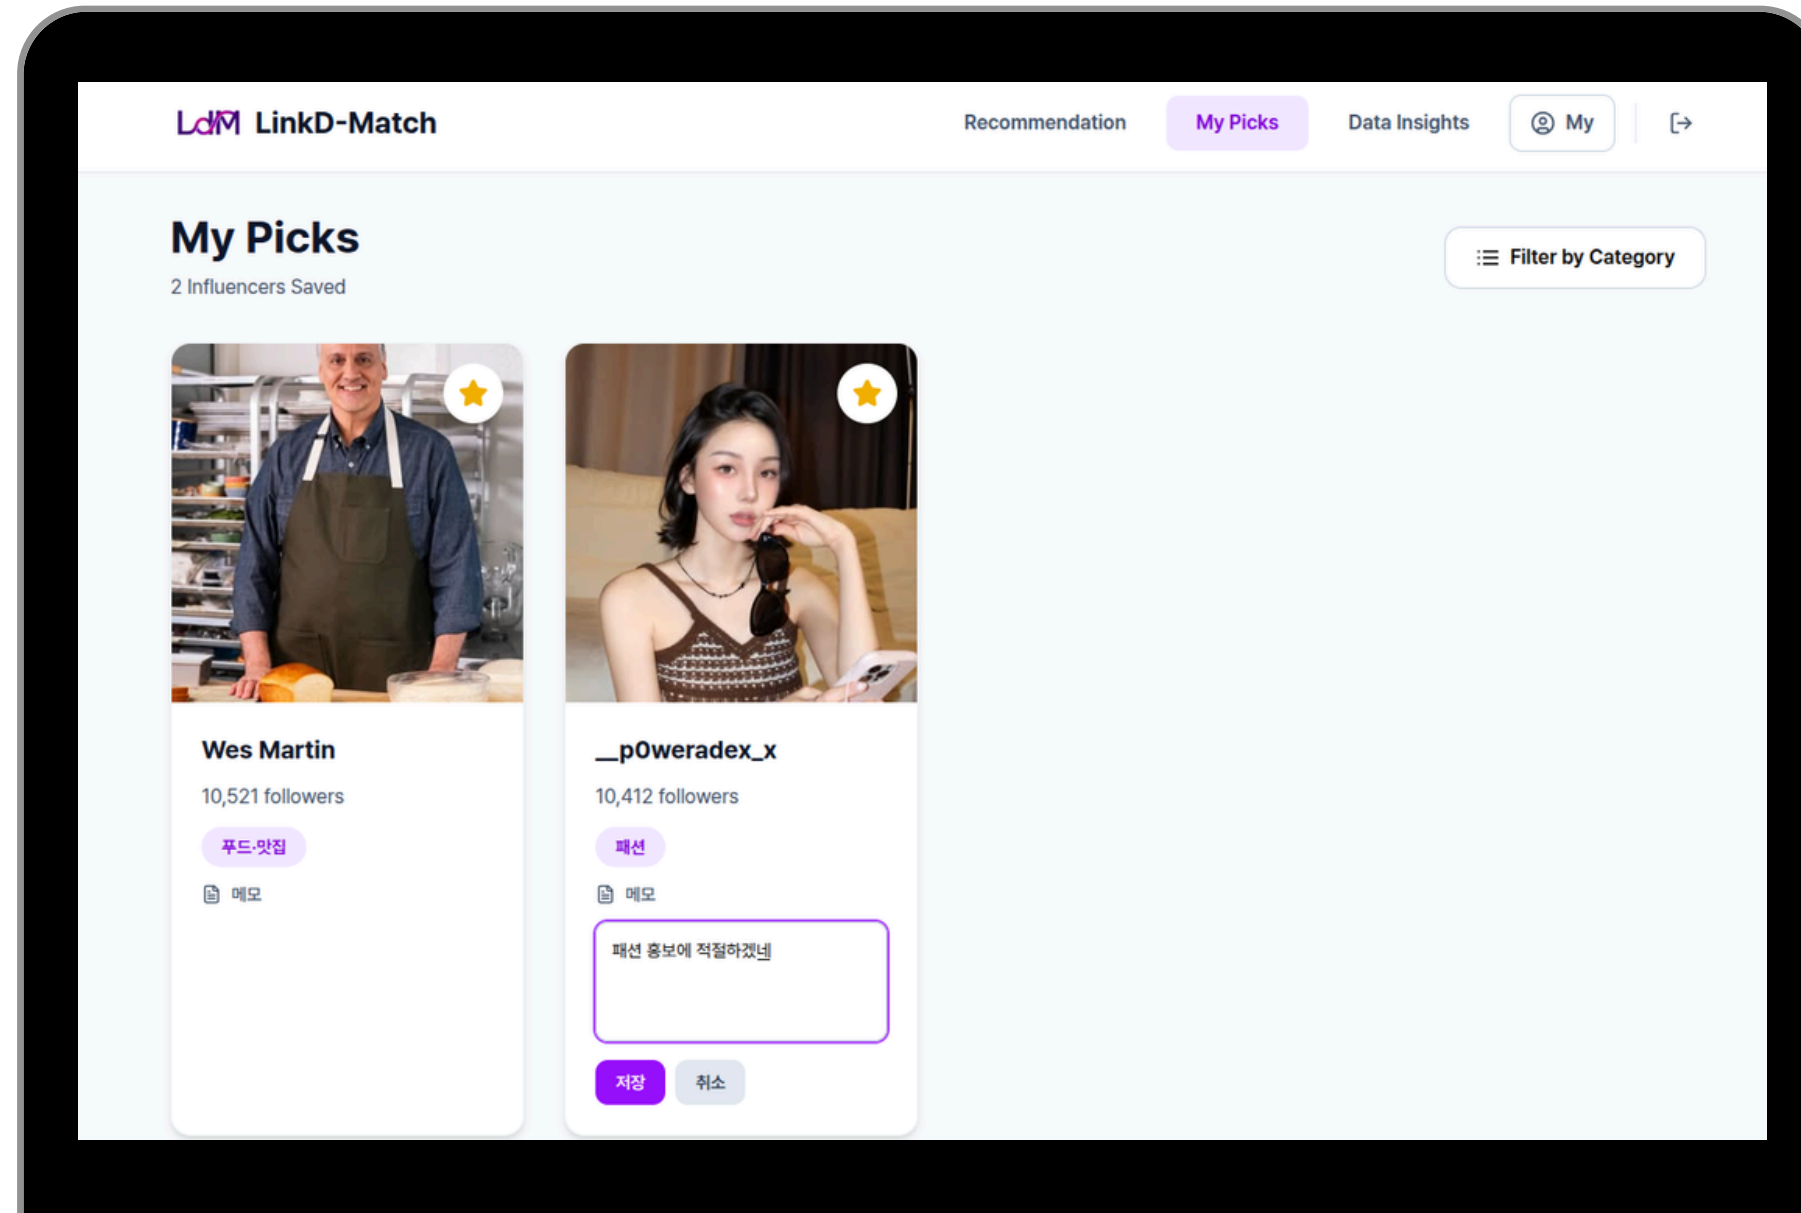 LdM LinkD-Match
Recommendation
My Picks
Data Insights
My
My Picks
2 Influencers Saved
Filter by Category
Wes Martin
10,521 followers
푸드·맛집
메모
__p0weradex_x
10,412 followers
패션
메모
패션 홍보에 적절하겠네
저장
취소